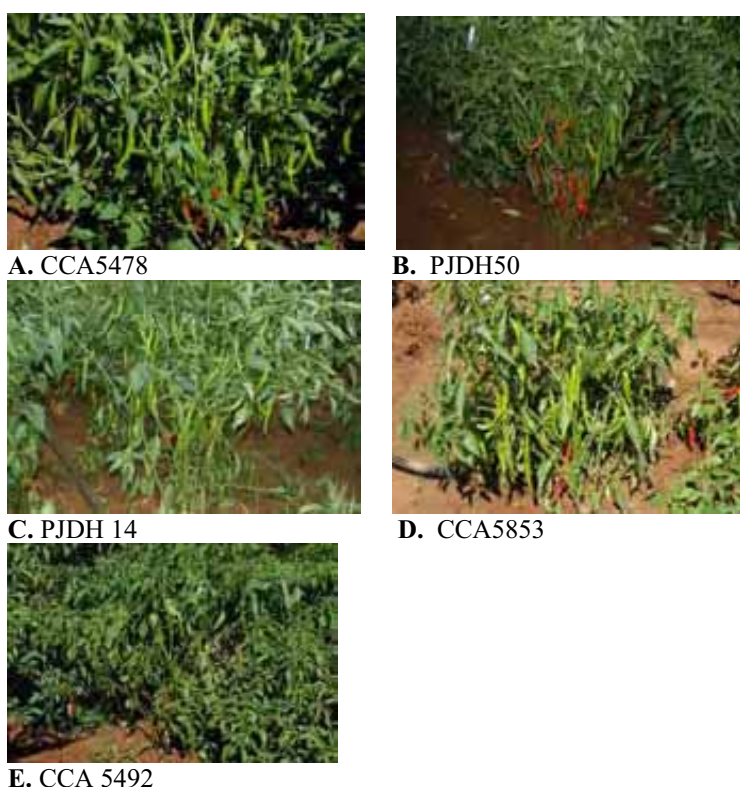 A. CCA5478
B. PJDH50
C. PJDH 14
D. CCA5853
E. CCA 5492